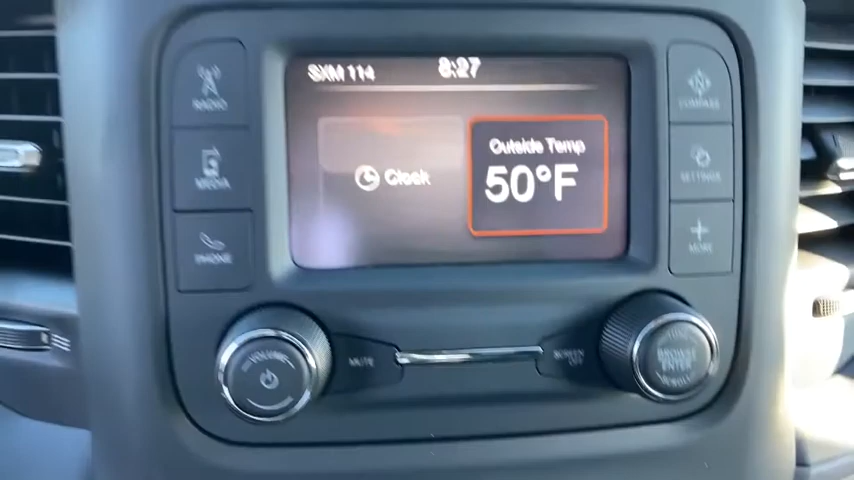 SXM 114
8:27
RADIO
COMPASS
Outside Temp
MEDIA
Clock
50°F
SETTINGS
PHONE
MORE
VOLUME
MUTE
SCREEN
OFF
BROWSE
ENTER